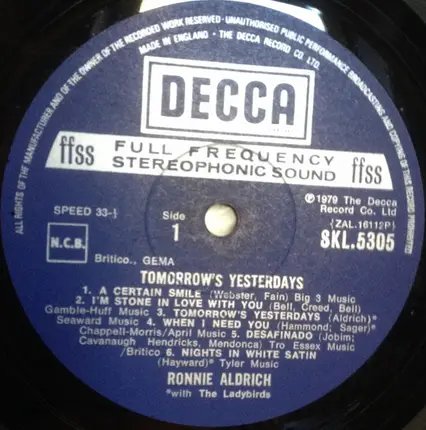 ALL RIGHTS OF THE MANUFACTURER AND OF THE OWNER OF THE RECORDED WORK RESERVED · UNAUTHORISED PUBLIC PERFORMANCE BROADCASTING AND COPYING OF THIS RECORD PROHIBITED
MADE IN ENGLAND · THE DECCA RECORD CO. LTD.
DECCA
ffss FULL FREQUENCY STEREOPHONIC SOUND ffss
℗1979 The Decca
Record Co. Ltd
SPEED 33-⅓
Side
1
(ZAL.16112P)
SKL.5305
N.C.B.
Britico., GEMA
TOMORROW'S YESTERDAYS
1. A CERTAIN SMILE (Webster, Fain) Big 3 Music
2. I'M STONE IN LOVE WITH YOU (Bell, Creed, Bell)
Gamble-Huff Music 3. TOMORROW'S YESTERDAYS (Aldrich)*
Seaward Music 4. WHEN I NEED YOU (Hammond; Sager)*
Chappell-Morris/April Music 5. DESAFINADO (Jobim;
Cavanaugh Hendricks, Mendonca) Tro Essex Music
/Britico 6. NIGHTS IN WHITE SATIN
(Hayward)* Tyler Music
RONNIE ALDRICH
*with The Ladybirds